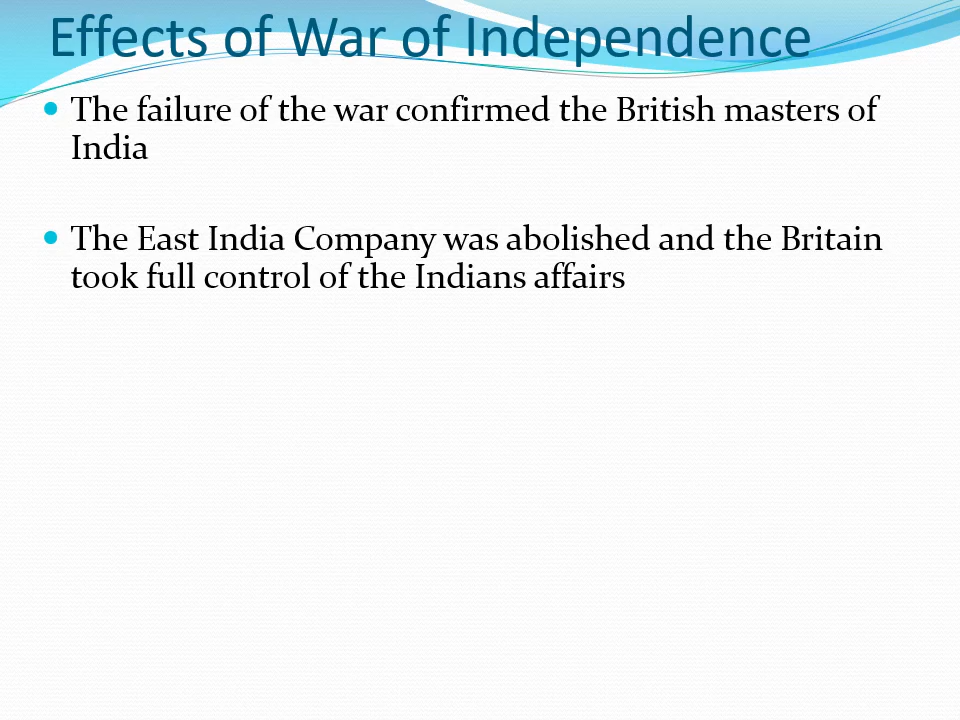 Effects of War of Independence
• The failure of the war confirmed the British masters of
India
• The East India Company was abolished and the Britain
took full control of the Indians affairs